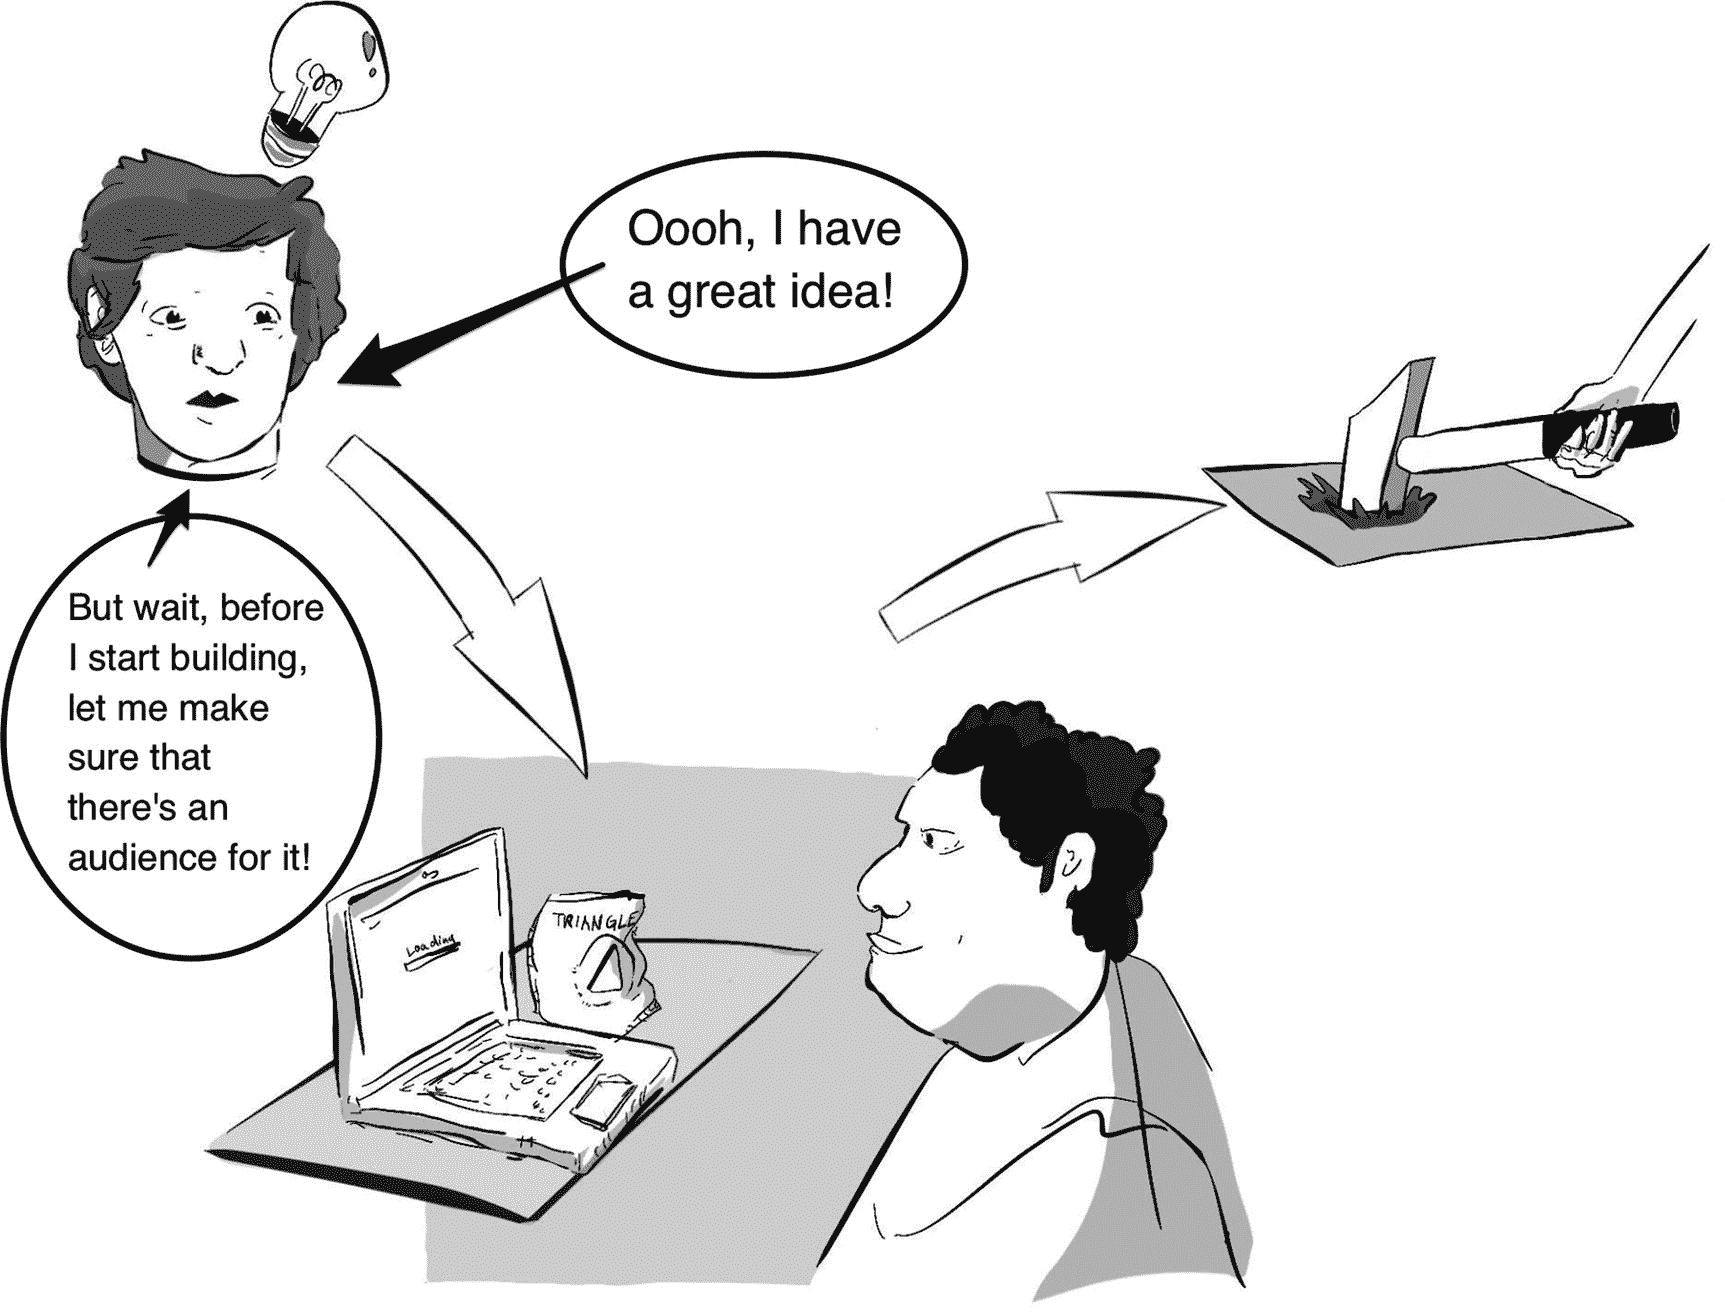 Oooh, I have
a great idea!
But wait, before
I start building,
let me make
sure that
there's an
audience for it!
Loading
TRIANGLE